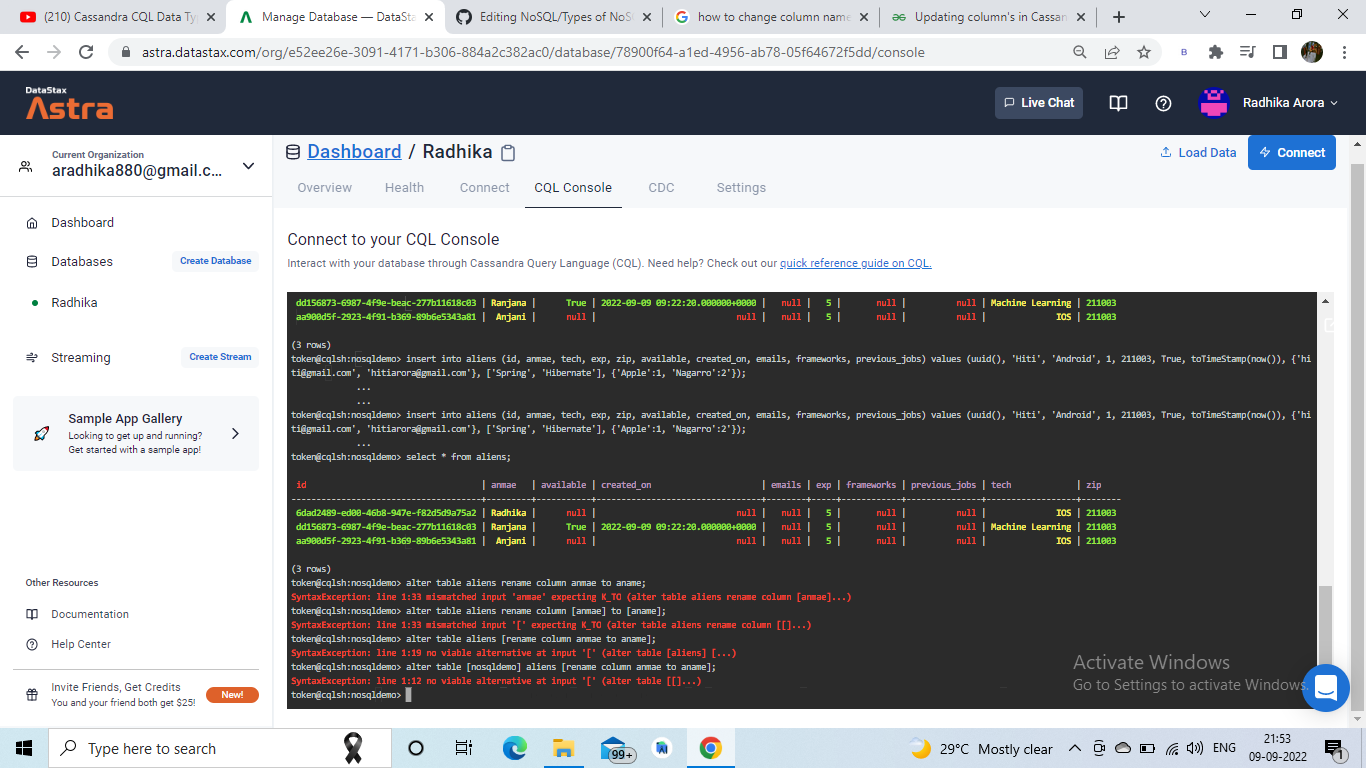 (210) Cassandra CQL Data Ty
Manage Database — DataSta
Editing NoSQL/Types of NoS
how to change column name
Updating column's in Cassan
astra.datastax.com/org/e52ee26e-3091-4171-b306-884a2c382ac0/database/78900f64-a1ed-4956-ab78-05f64672f5dd/console
DataStax
Astra
Live Chat
Radhika Arora
Current Organization
aradhika880@gmail.c...
Dashboard
Databases
Create Database
Radhika
Streaming
Create Stream
Sample App Gallery
Looking to get up and running?
Get started with a sample app!
Other Resources
Documentation
Help Center
Invite Friends, Get Credits
You and your friend both get $25!
New!
Dashboard / Radhika
Load Data
Connect
Overview Health Connect CQL Console CDC Settings
Connect to your CQL Console
Interact with your database through Cassandra Query Language (CQL). Need help? Check out our quick reference guide on CQL.
dd156873-6987-4f9e-beac-277b11618c03 | Ranjana | True | 2022-09-09 09:22:20.000000+0000 | null | 5 | null | null | Machine Learning | 211003
aa900d5f-2923-4f91-b369-89b6e5343a81 | Anjani | null | null | null | 5 | null | null | IOS | 211003
(3 rows)
token@cqlsh:nosqldemo> insert into aliens (id, anmae, tech, exp, zip, available, created_on, emails, frameworks, previous_jobs) values (uuid(), 'Hiti', 'Android', 1, 211003, True, toTimeStamp(now()), {'hi
ti@gmail.com', 'hitiarora@gmail.com'}, ['Spring', 'Hibernate'], {'Apple':1, 'Nagarro':2'});
...
...
token@cqlsh:nosqldemo> insert into aliens (id, anmae, tech, exp, zip, available, created_on, emails, frameworks, previous_jobs) values (uuid(), 'Hiti', 'Android', 1, 211003, True, toTimeStamp(now()), {'hi
ti@gmail.com', 'hitiarora@gmail.com'}, ['Spring', 'Hibernate'], {'Apple':1, 'Nagarro':2'});
...
token@cqlsh:nosqldemo> select * from aliens;
id | anmae | available | created_on | emails | exp | frameworks | previous_jobs | tech | zip
6dad2489-ed00-46b8-947e-f82d5d9a75a2 | Radhika | null | null | null | 5 | null | null | IOS | 211003
dd156873-6987-4f9e-beac-277b11618c03 | Ranjana | True | 2022-09-09 09:22:20.000000+0000 | null | 5 | null | null | Machine Learning | 211003
aa900d5f-2923-4f91-b369-89b6e5343a81 | Anjani | null | null | null | 5 | null | null | IOS | 211003
(3 rows)
token@cqlsh:nosqldemo> alter table aliens rename column anmae to aname;
SyntaxException: line 1:33 mismatched input 'anmae' expecting K_TO (alter table aliens rename column [anmae]...)
token@cqlsh:nosqldemo> alter table aliens rename column [anmae] to [aname];
SyntaxException: line 1:33 mismatched input '[' expecting K_TO (alter table aliens rename column [[]...)
token@cqlsh:nosqldemo> alter table aliens [rename column anmae to aname];
SyntaxException: line 1:19 no viable alternative at input '[' (alter table [aliens] [...)
token@cqlsh:nosqldemo> alter table [nosqldemo] aliens [rename column anmae to aname];
SyntaxException: line 1:12 no viable alternative at input '[' (alter table [[]...)
token@cqlsh:nosqldemo>
Activate Windows
Go to Settings to activate Windows.
Type here to search
99+
29°C Mostly clear
ENG
21:53
09-09-2022
1